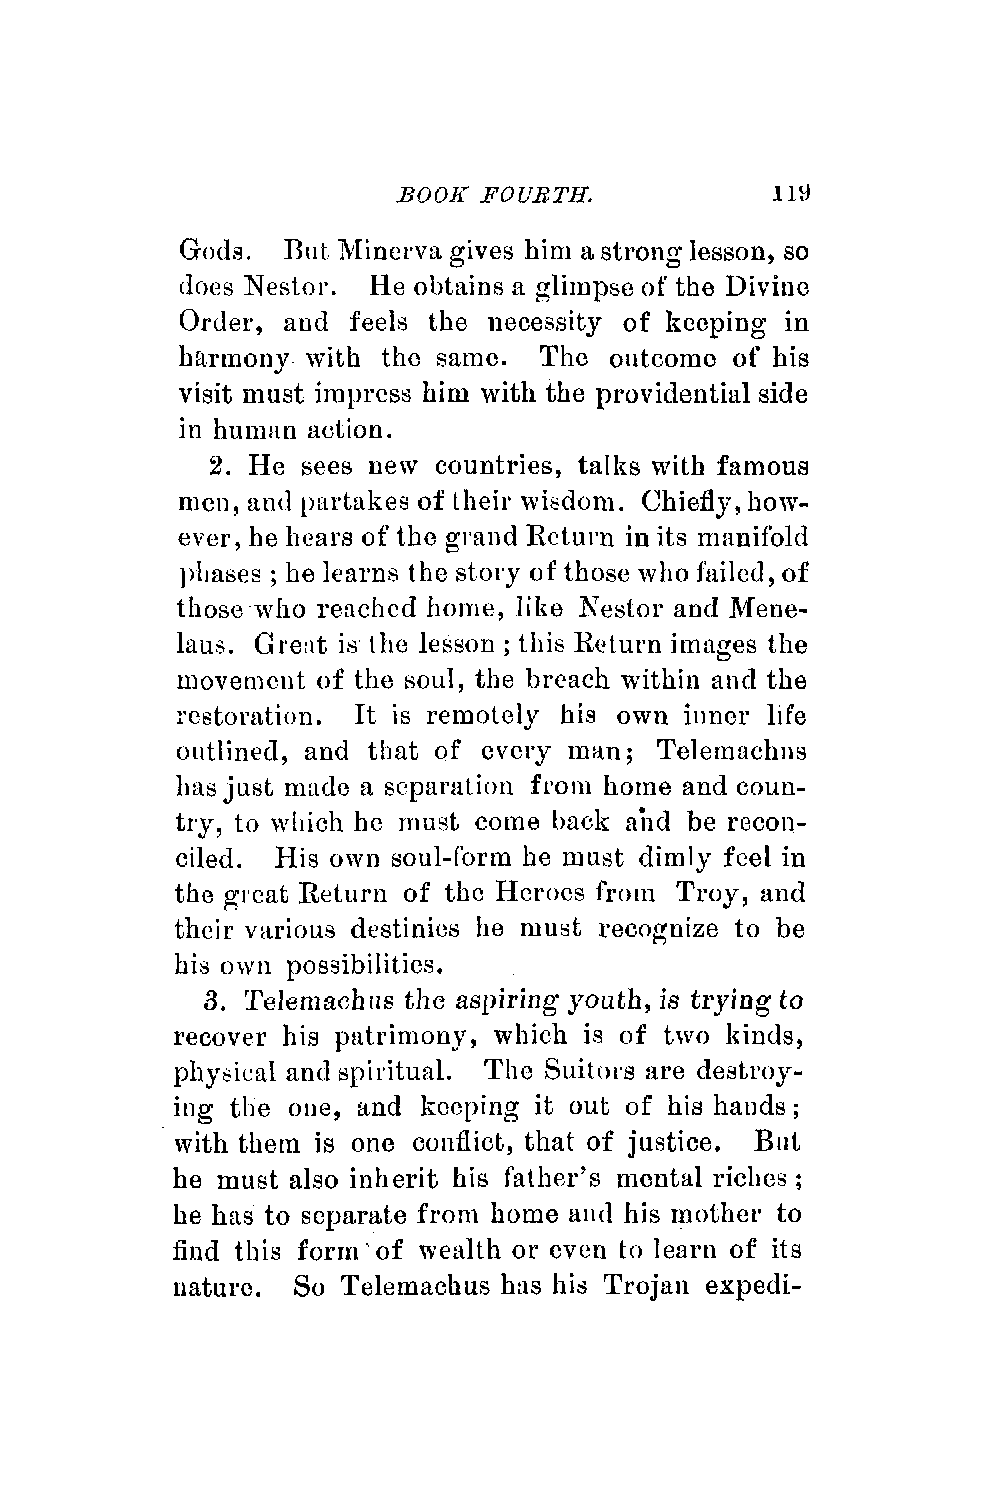 BOOK FOURTH. 119
Gods. But Minerva gives him a strong lesson, so
does Nestor. He obtains a glimpse of the Divine
Order, and feels the necessity of keeping in
harmony with the same. The outcome of his
visit must impress him with the providential side
in human action.
2. He sees new countries, talks with famous
men, and partakes of their wisdom. Chiefly, how-
ever, he hears of the grand Return in its manifold
phases ; he learns the story of those who failed, of
those who reached home, like Nestor and Mene-
laus. Great is the lesson ; this Return images the
movement of the soul, the breach within and the
restoration. It is remotely his own inner life
outlined, and that of every man; Telemachus
has just made a separation from home and coun-
try, to which he must come back and be recon-
ciled. His own soul-form he must dimly feel in
the great Return of the Heroes from Troy, and
their various destinies he must recognize to be
his own possibilities.
3. Telemachus the aspiring youth, is trying to
recover his patrimony, which is of two kinds,
physical and spiritual. The Suitors are destroy-
ing the one, and keeping it out of his hands;
with them is one conflict, that of justice. But
he must also inherit his father's mental riches ;
he has to separate from home and his mother to
find this form of wealth or even to learn of its
nature. So Telemachus has his Trojan expedi-